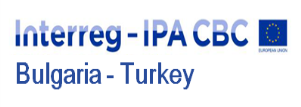 Interreg - IPA CBC
EUROPEAN UNION
Bulgaria - Turkey